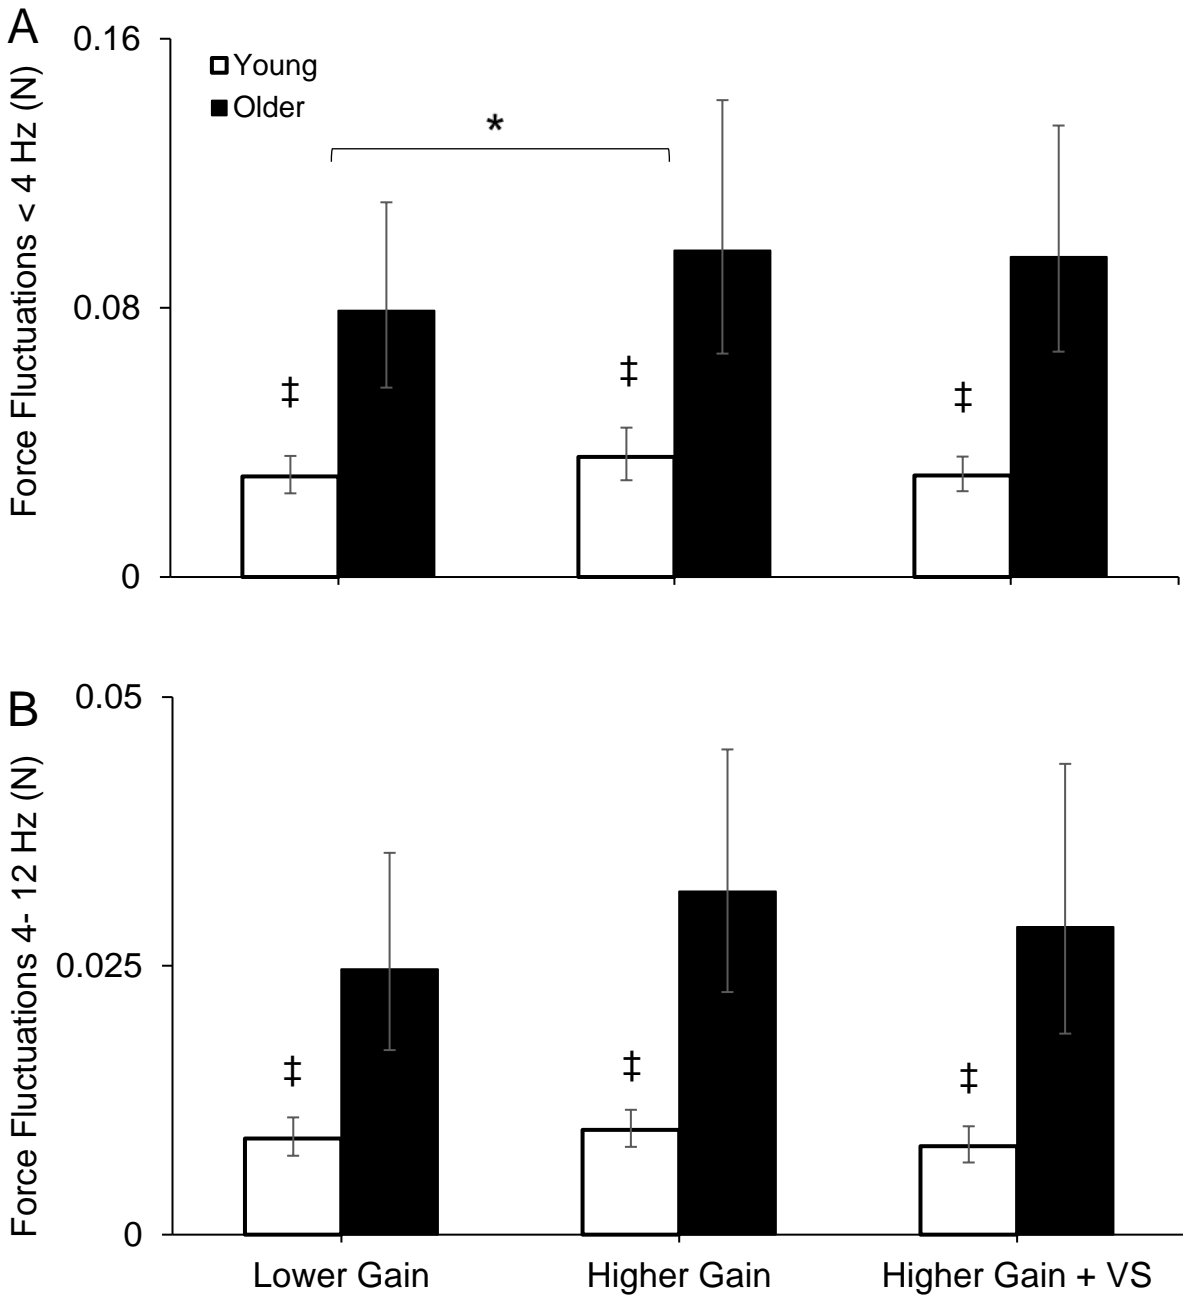 A
0.16
Young
Older
*
Force Fluctuations < 4 Hz (N)
0.08
‡
‡
‡
0
B
0.05
Force Fluctuations 4- 12 Hz (N)
0.025
‡
‡
‡
0
Lower Gain
Higher Gain
Higher Gain + VS